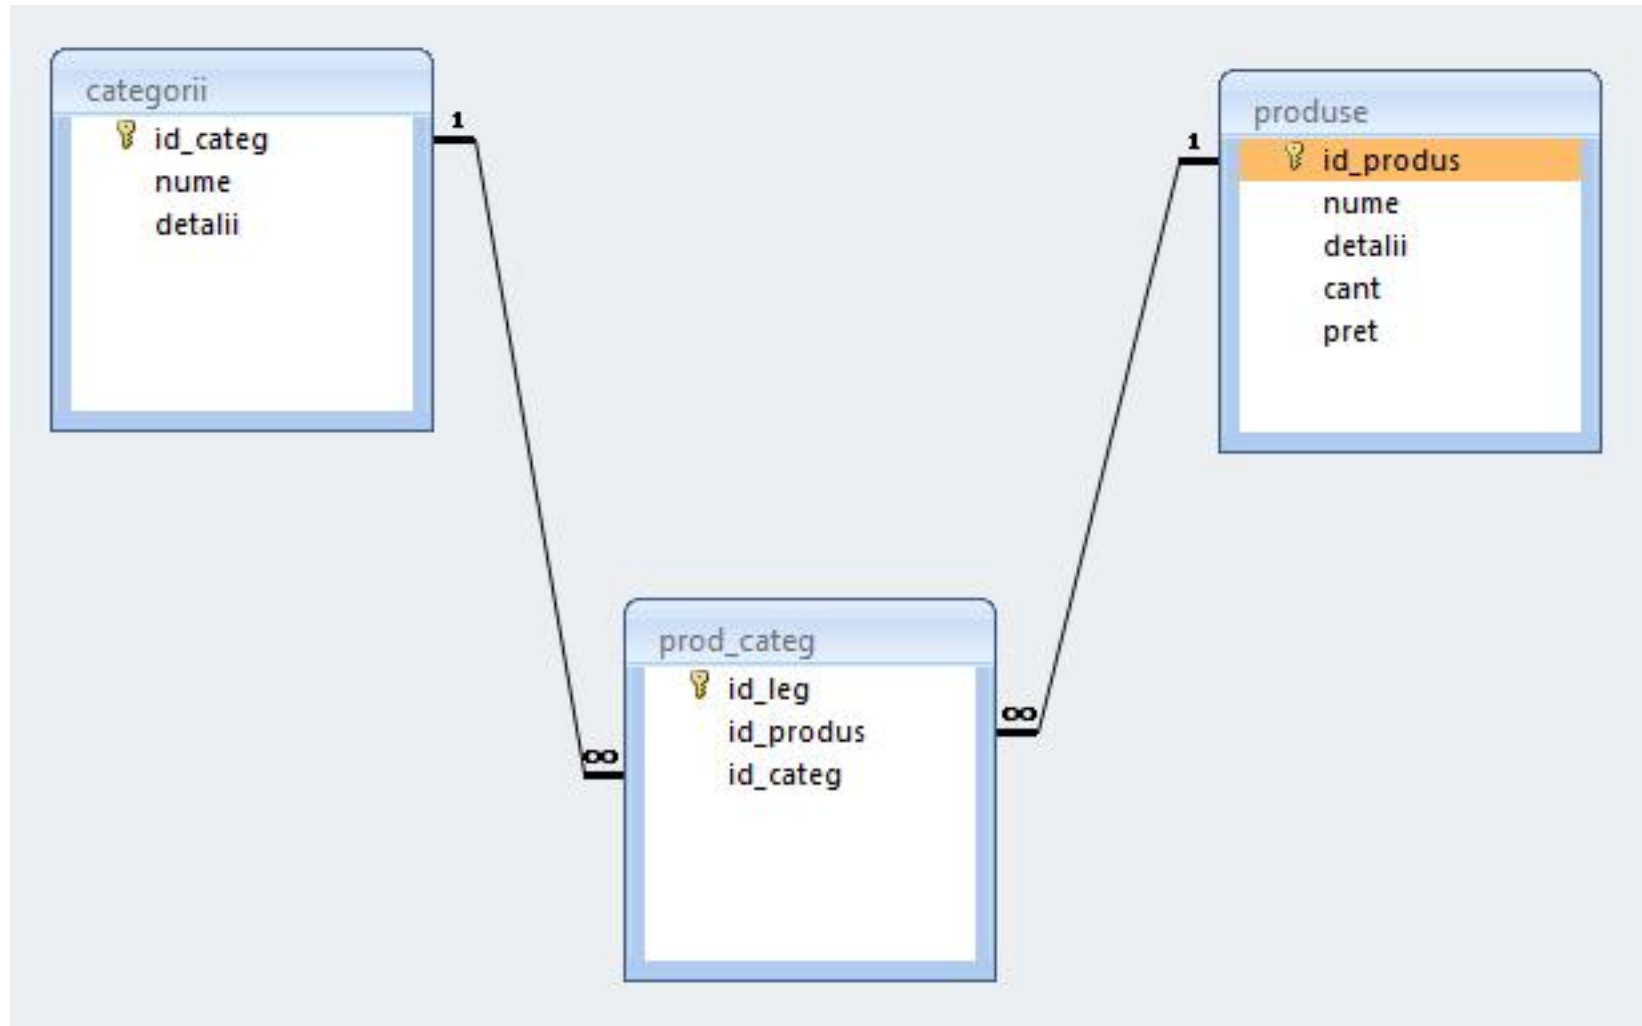 categorii
id_categ
nume
detalii
1
produse
id_produs
nume
detalii
cant
pret
1
prod_categ
id_leg
id_produs
id_categ
∞
∞